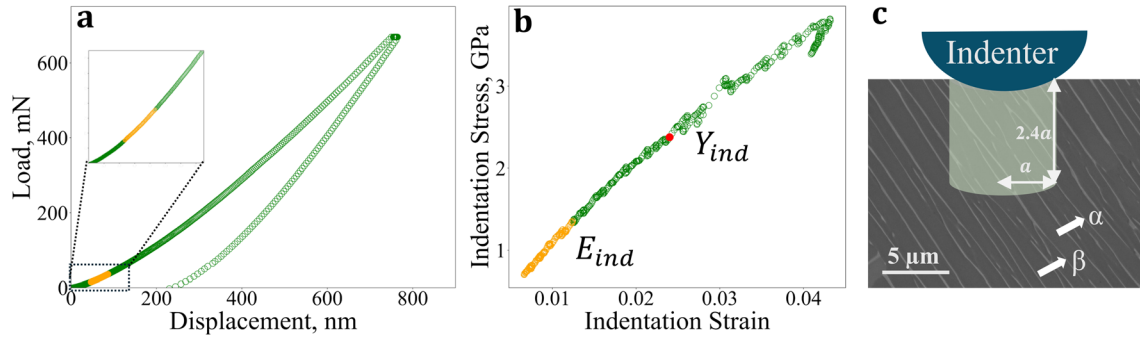 a
Load, mN
600
400
200
0
0
200
400
600
800
Displacement, nm
b
Indentation Stress, GPa
3
2
1
Y_ind
E_ind
0.01
0.02
0.03
0.04
Indentation Strain
c
Indenter
2.4a
a
α
β
5 μm